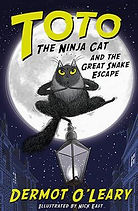 TOTO
THE NINJA CAT
AND THE
GREAT SNAKE
ESCAPE
DERMOT O'LEARY
ILLUSTRATED BY NICK EAST